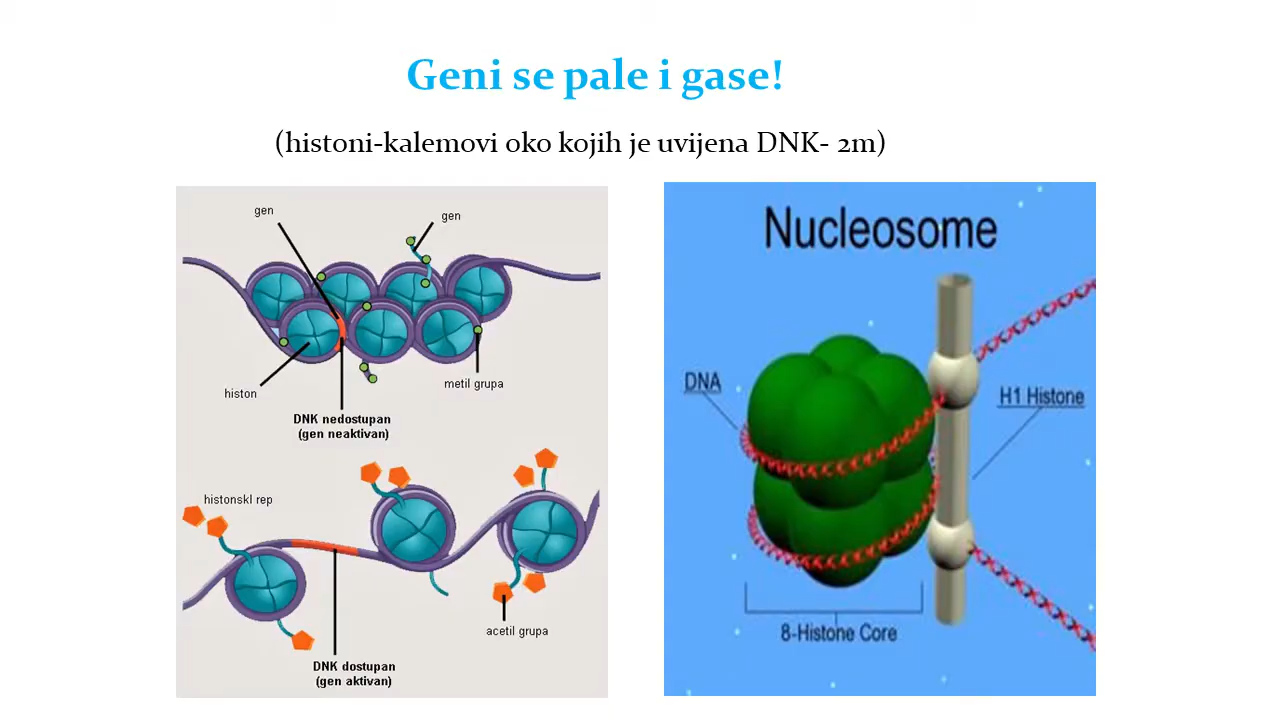 Geni se pale i gase!
(histoni-kalemovi oko kojih je uvijena DNK- 2m)
gen
gen
histon
metil grupa
DNK nedostupan
(gen neaktivan)
histonskl rep
acetil grupa
DNK dostupan
(gen aktivan)
Nucleosome
DNA
H1 Histone
8-Histone Core